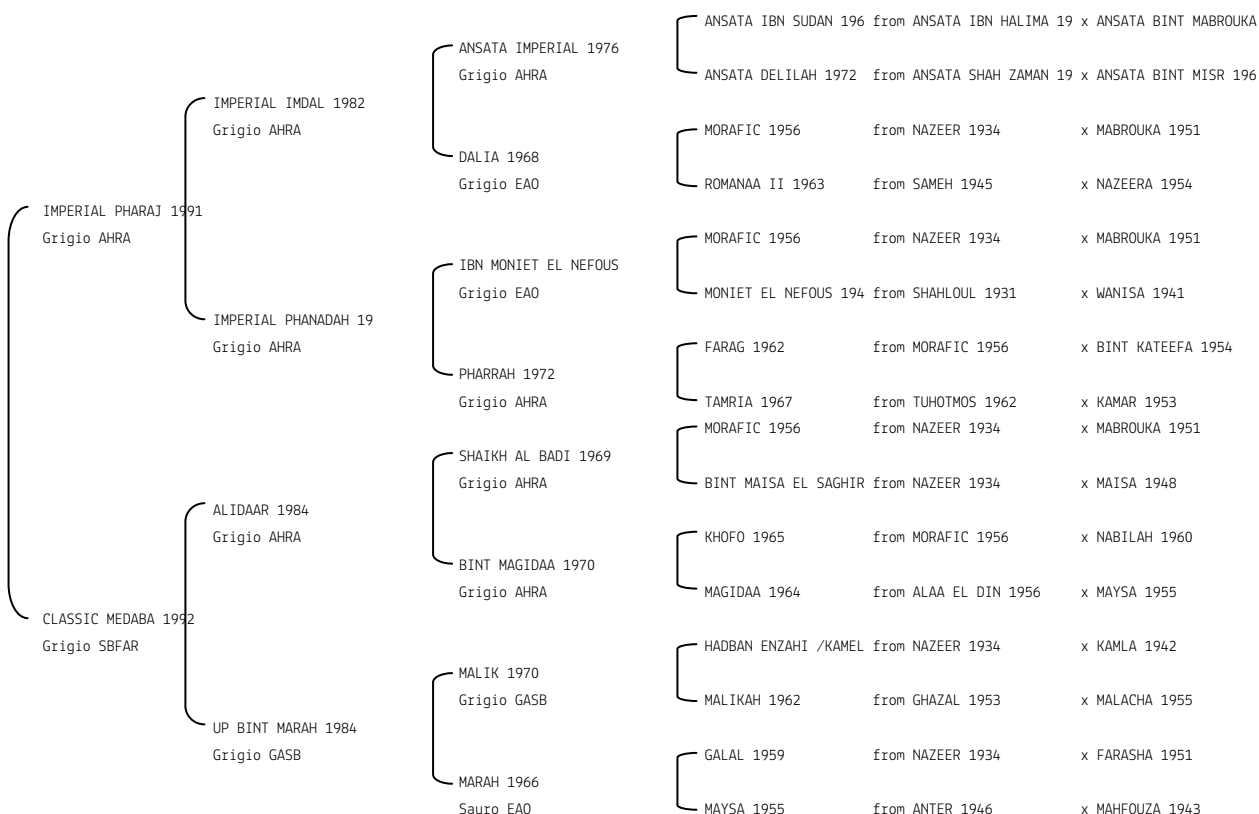 ANSATA IBN SUDAN 196 from ANSATA IBN HALIMA 19 x ANSATA BINT MABROUKA
ANSATA IMPERIAL 1976
Grigio AHRA
ANSATA DELILAH 1972 from ANSATA SHAH ZAMAN 19 x ANSATA BINT MISR 196
IMPERIAL IMDAL 1982
Grigio AHRA
MORAFIC 1956 from NAZEER 1934 x MABROUKA 1951
DALIA 1968
Grigio EAO
ROMANAA II 1963 from SAMEH 1945 x NAZEERA 1954
IMPERIAL PHARAJ 1991
Grigio AHRA
MORAFIC 1956 from NAZEER 1934 x MABROUKA 1951
IBN MONIET EL NEFOUS
Grigio EAO
MONIET EL NEFOUS 194 from SHAHLOUL 1931 x WANISA 1941
IMPERIAL PHANADAH 19
Grigio AHRA
FARAG 1962 from MORAFIC 1956 x BINT KATEEFA 1954
PHARRAH 1972
Grigio AHRA
TAMRIA 1967 from TUHOTMOS 1962 x KAMAR 1953
MORAFIC 1956 from NAZEER 1934 x MABROUKA 1951
SHAIKH AL BADI 1969
Grigio AHRA
BINT MAISA EL SAGHIR from NAZEER 1934 x MAISA 1948
ALIDAAR 1984
Grigio AHRA
KHOFO 1965 from MORAFIC 1956 x NABILAH 1960
BINT MAGIDAA 1970
Grigio AHRA
MAGIDAA 1964 from ALAA EL DIN 1956 x MAYSA 1955
CLASSIC MEDABA 1992
Grigio SBFAR
HADBAN ENZAHI /KAMEL from NAZEER 1934 x KAMLA 1942
MALIK 1970
Grigio GASB
MALIKAH 1962 from GHAZAL 1953 x MALACHA 1955
UP BINT MARAH 1984
Grigio GASB
GALAL 1959 from NAZEER 1934 x FARASHA 1951
MARAH 1966
Sauro EAO
MAYSA 1955 from ANTER 1946 x MAHFOUZA 1943